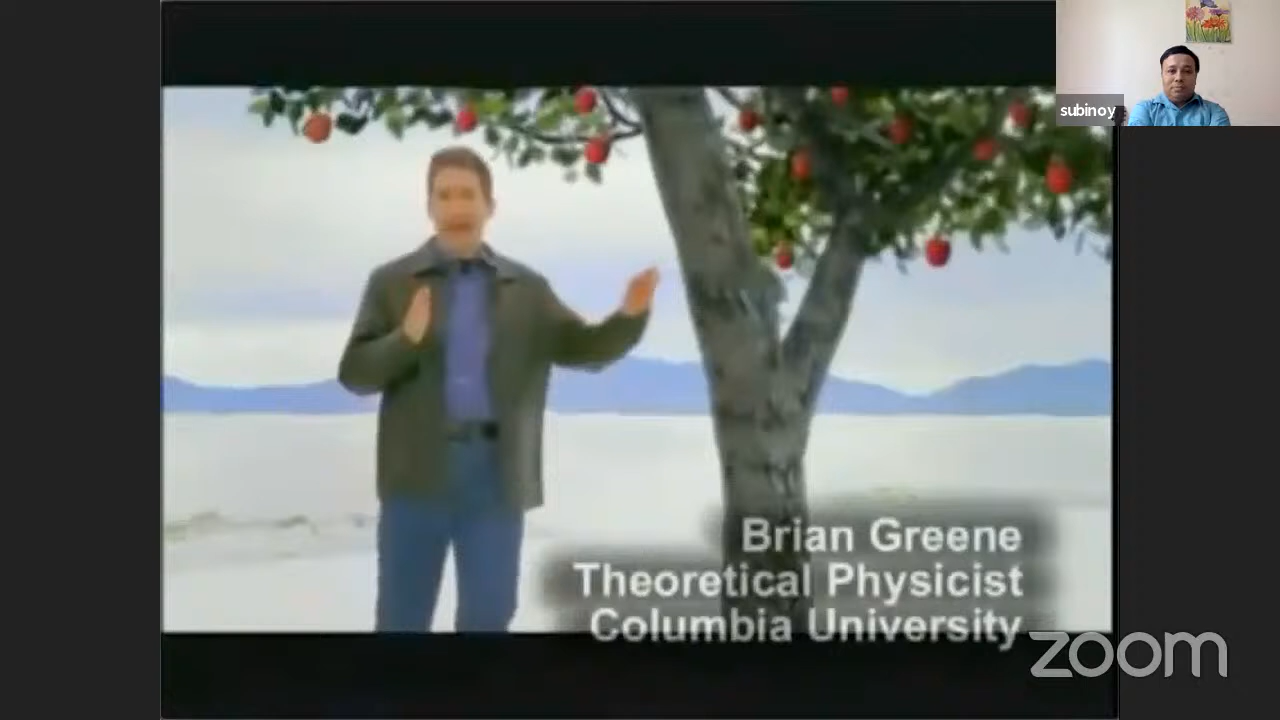 subinoy
Brian Greene
Theoretical Physicist
Columbia University
zoom